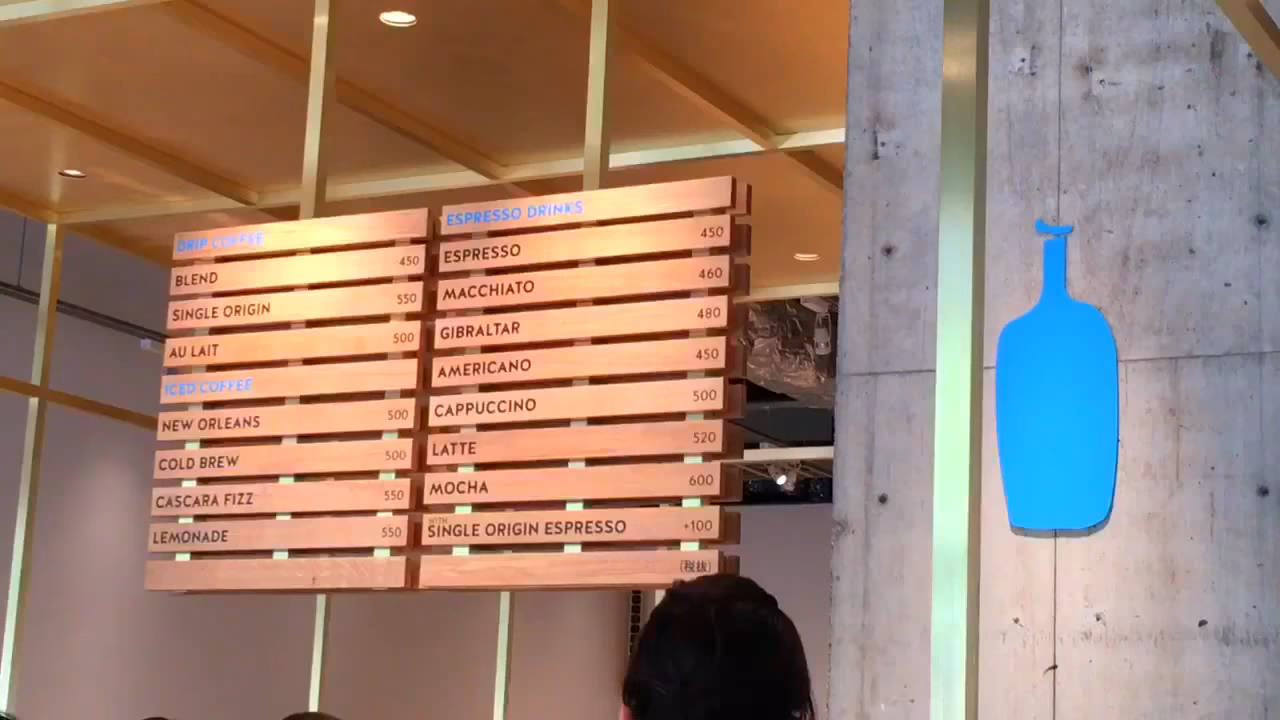 DRIP COFFEE
BLEND 450
SINGLE ORIGIN 550
AU LAIT 500
ICED COFFEE
NEW ORLEANS 500
COLD BREW 500
CASCARA FIZZ 550
LEMONADE 550
ESPRESSO DRINKS
ESPRESSO 450
MACCHIATO 460
GIBRALTAR 480
AMERICANO 450
CAPPUCCINO 500
LATTE 520
MOCHA 600
WITH
SINGLE ORIGIN ESPRESSO +100
(税抜)